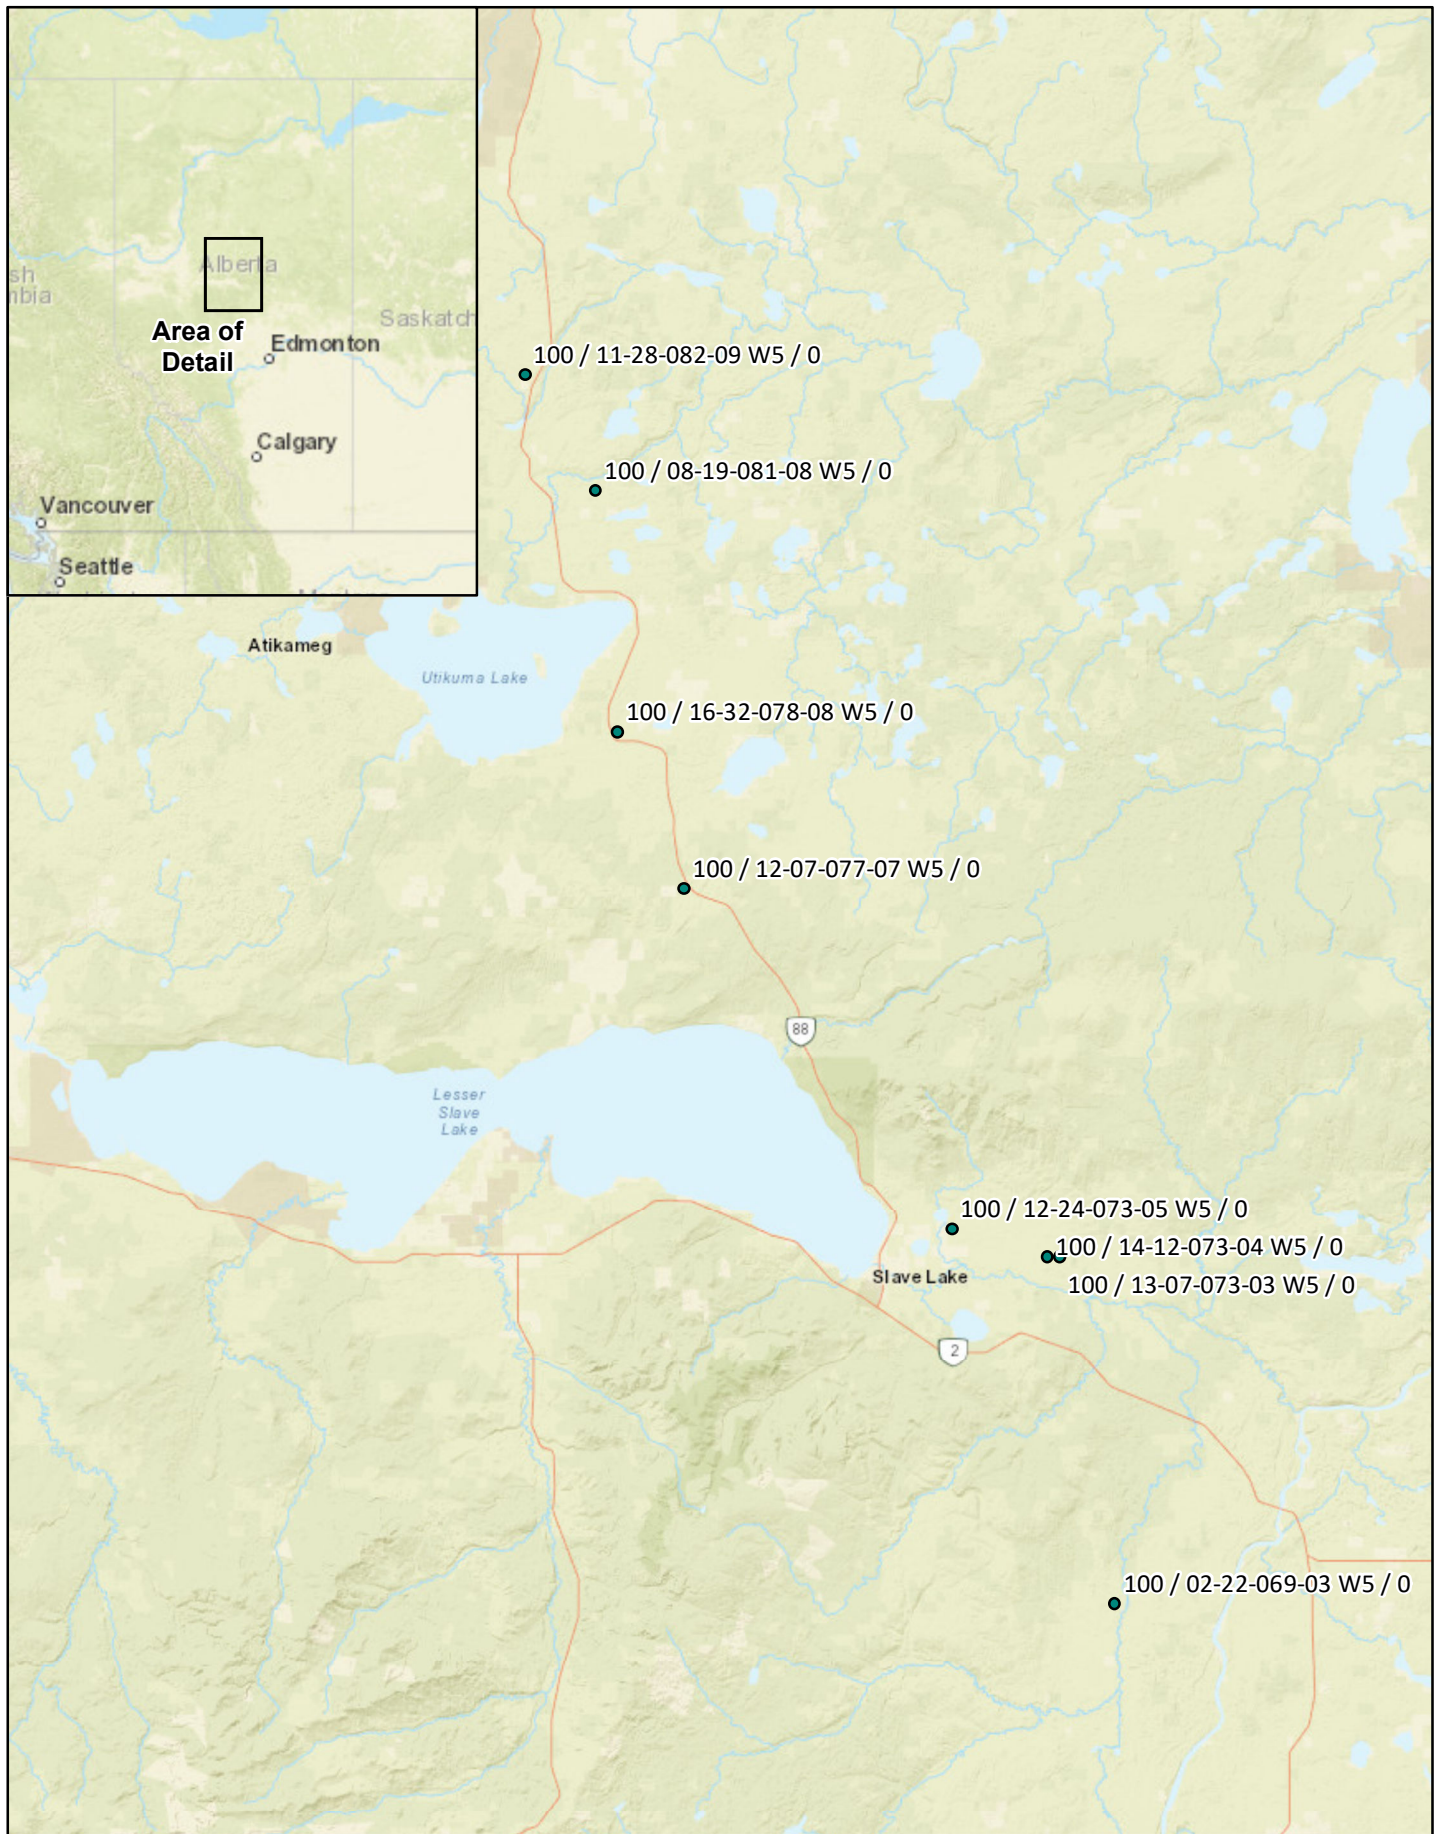 Alberta
sh
mbia
Saskatch
Area of
Detail
Edmonton
Calgary
Vancouver
Seattle
100 / 11-28-082-09 W5 / 0
100 / 08-19-081-08 W5 / 0
Atikameg
Utikuma Lake
100 / 16-32-078-08 W5 / 0
100 / 12-07-077-07 W5 / 0
88
Lesser
Slave
Lake
100 / 12-24-073-05 W5 / 0
100 / 14-12-073-04 W5 / 0
Slave Lake
100 / 13-07-073-03 W5 / 0
2
100 / 02-22-069-03 W5 / 0